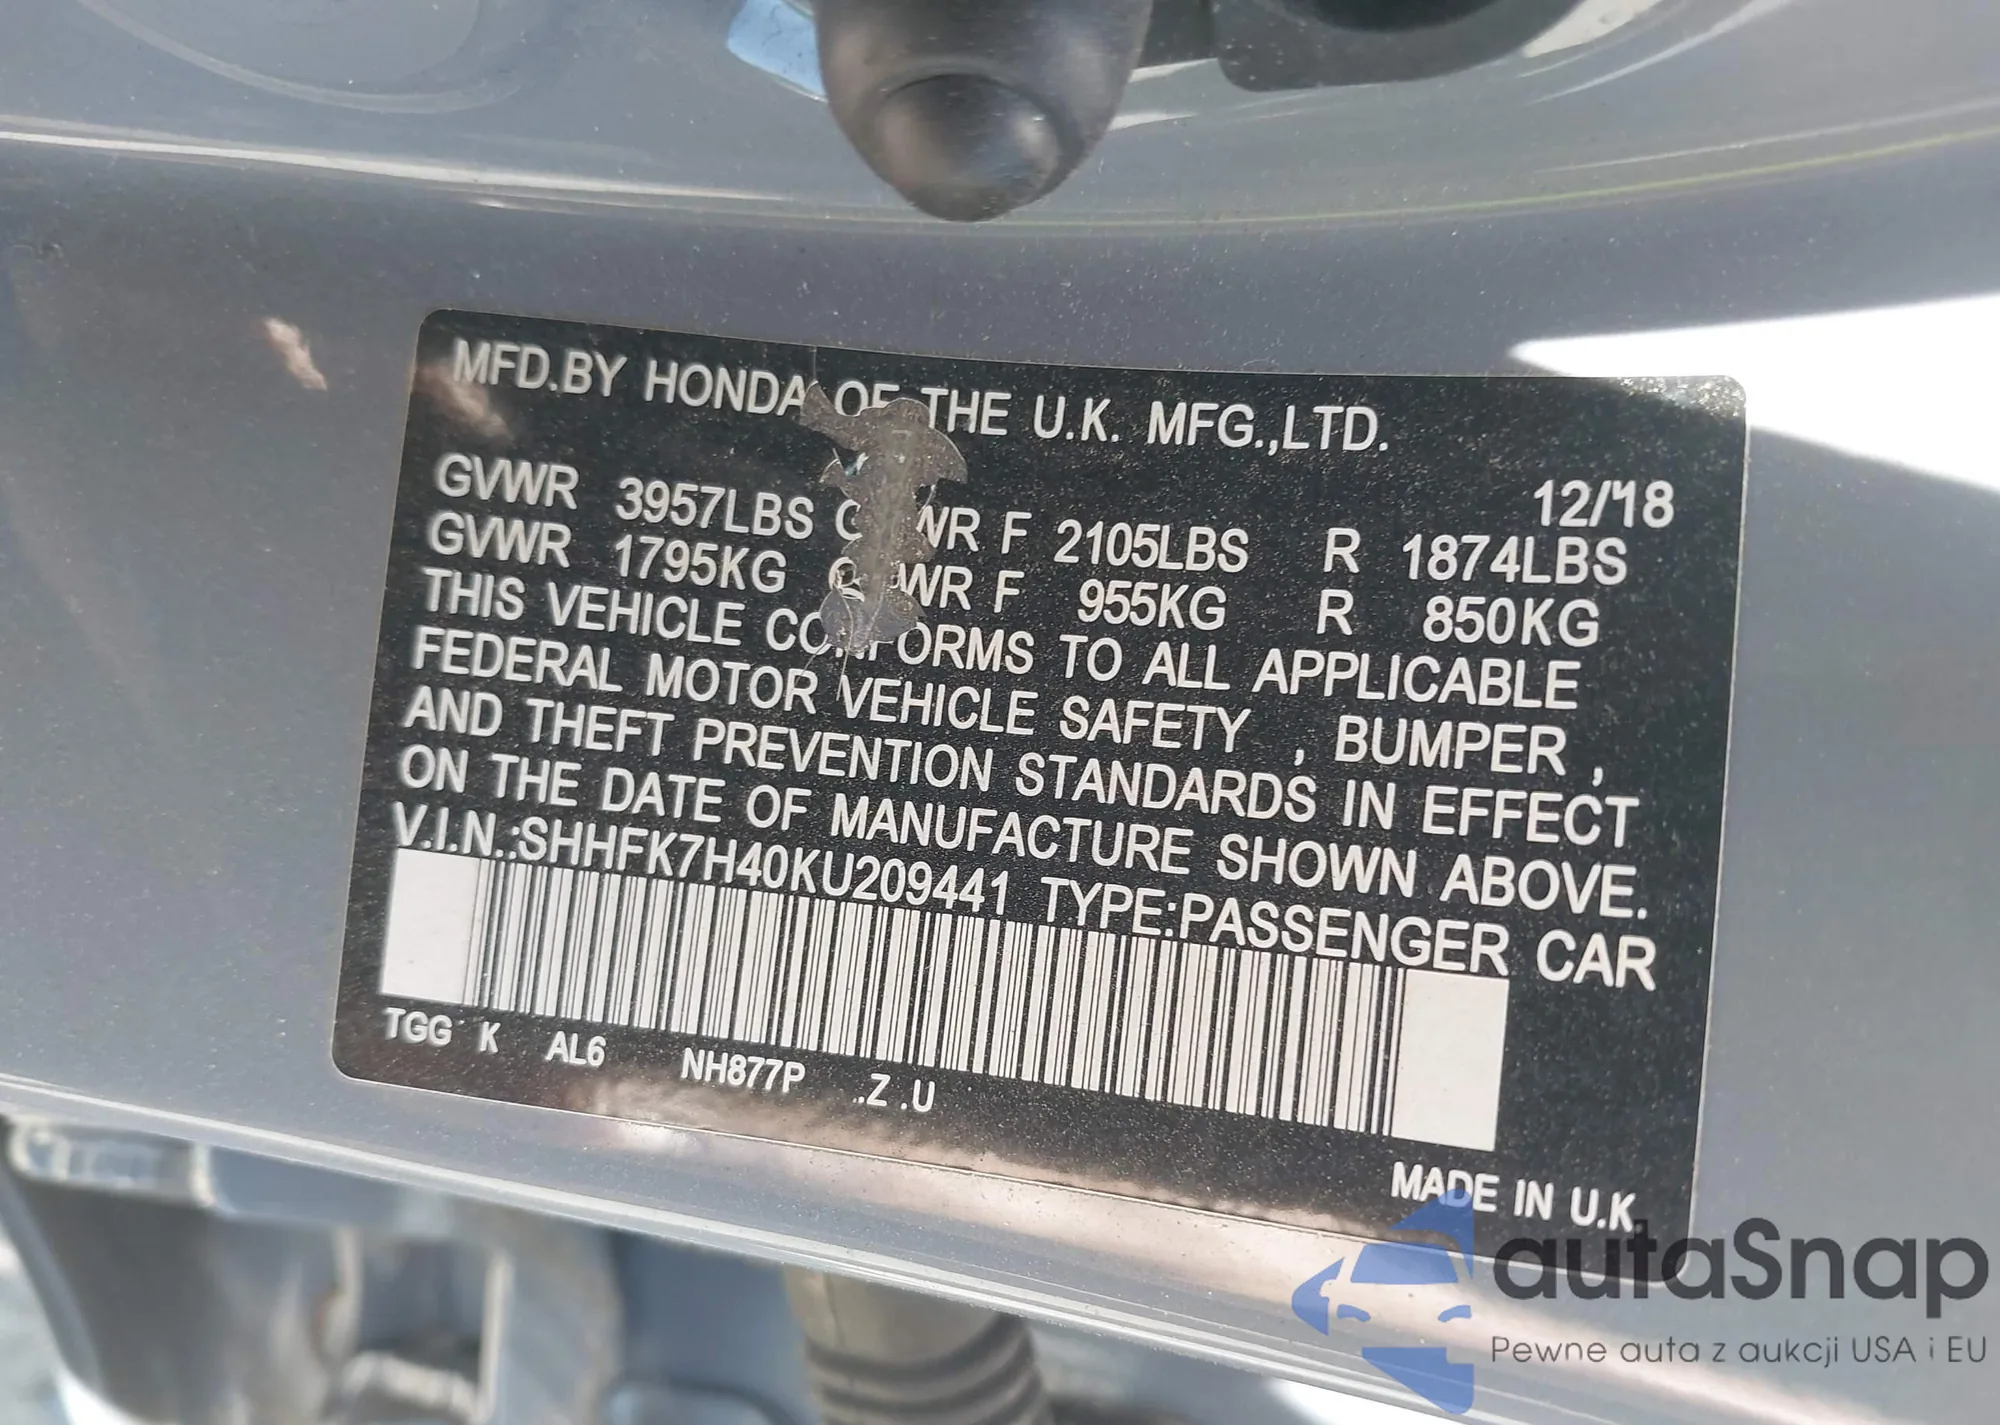 MFD.BY HONDA OF THE U.K. MFG.,LTD.
12/'18
GVWR 3957LBS WR F 2105LBS R 1874LBS
GVWR 1795KG WR F 955KG R 850KG
THIS VEHICLE CONFORMS TO ALL APPLICABLE
FEDERAL MOTOR VEHICLE SAFETY , BUMPER ,
AND THEFT PREVENTION STANDARDS IN EFFECT
ON THE DATE OF MANUFACTURE SHOWN ABOVE.
V.I.N.:SHHFK7H40KU209441 TYPE:PASSENGER CAR
TGG K AL6 NH877P .Z .U
MADE IN U.K.
autaSnap
Pewne auta z aukcji USA i EU